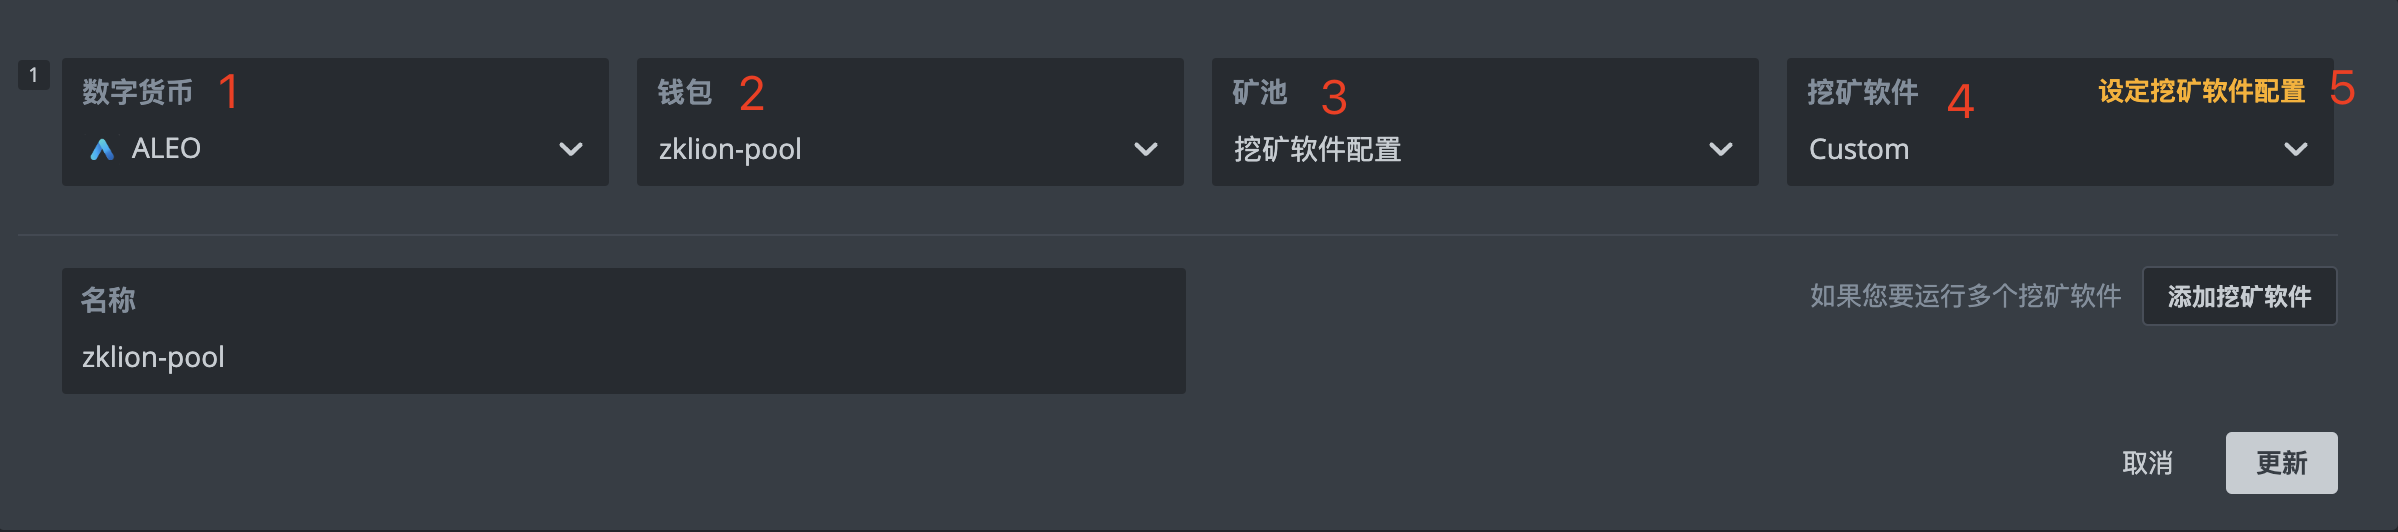 1
数字货币 1
ALEO
钱包 2
zklion-pool
矿池 3
挖矿软件配置
挖矿软件 4 设定挖矿软件配置 5
Custom
名称
zklion-pool
如果您要运行多个挖矿软件 添加挖矿软件
取消 更新